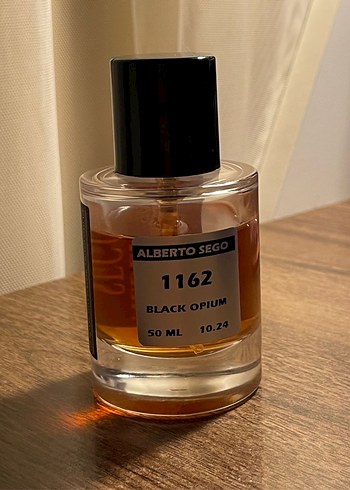 ALBERTO SEGO
1162
BLACK OPIUM
50 ML 10.24